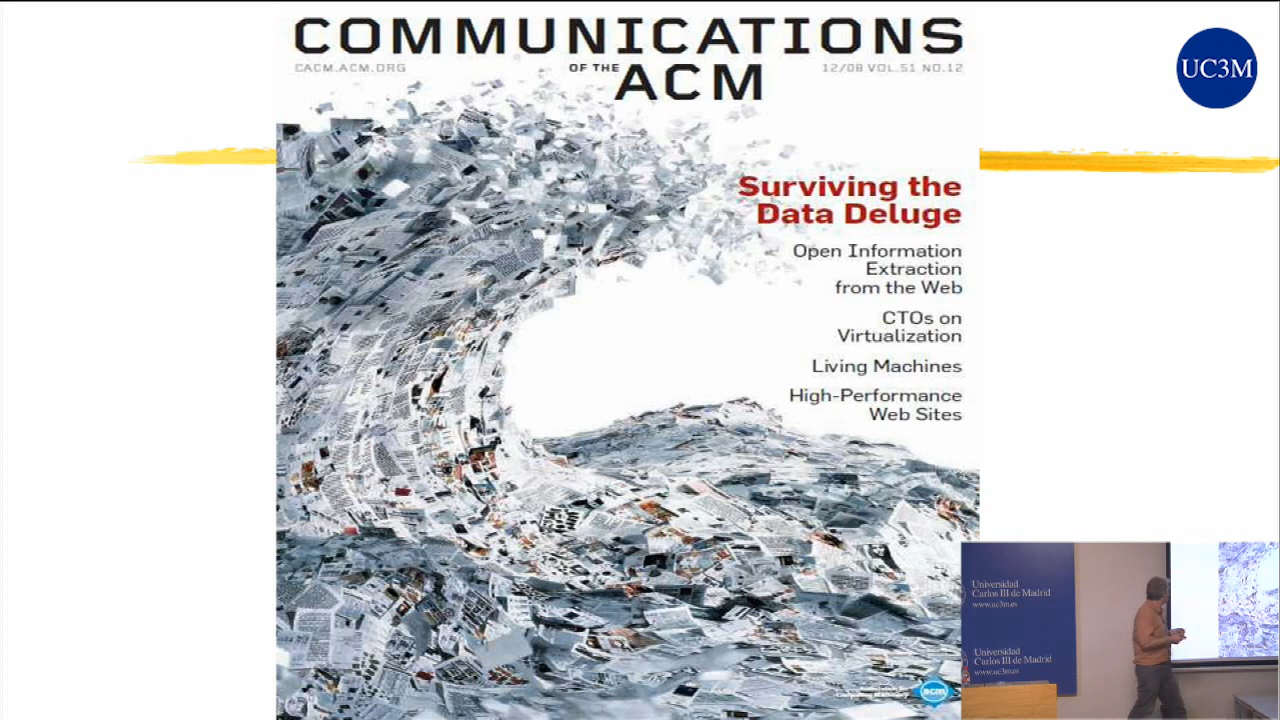 COMMUNICATIONS
CACM.ACM.ORG
OF THE
ACM
12/08 VOL.51 NO.12
UC3M
Surviving the
Data Deluge
Open Information
Extraction
from the Web
CTOs on
Virtualization
Living Machines
High-Performance
Web Sites
acm
Universidad
Carlos III de Madrid
www.uc3m.es
Universidad
Carlos III de Madrid
www.uc3m.es